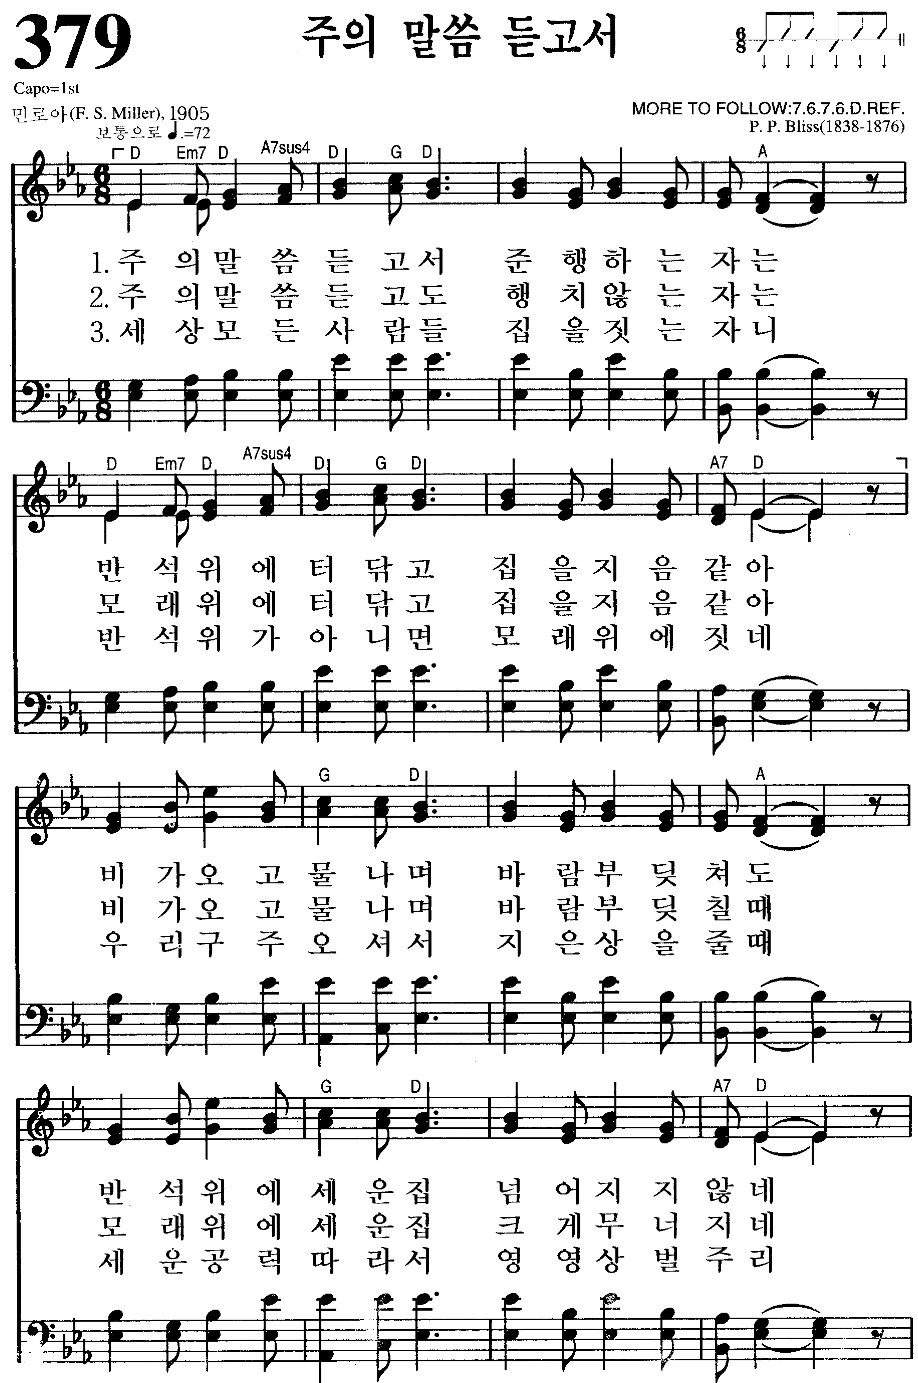 379
주의 말씀 듣고서
6 8
Capo=1st
민로아(F. S. Miller), 1905
MORE TO FOLLOW:7.6.7.6.D.REF.
보통으로 ♩.=72
P. P. Bliss(1838-1876)
D Em7 D A7sus4 D G D A
1. 주 의 말 씀 듣 고 서 준 행 하 는 자 는
2. 주 의 말 씀 듣 고 도 행 치 않 는 자 는
3. 세 상 모 든 사 람 들 집 을 짓 는 자 니
D Em7 D A7sus4 D G D A7 D
반 석 위 에 터 닦 고 집 을 지 음 같 아
모 래 위 에 터 닦 고 집 을 지 음 같 아
반 석 위 가 아 니 면 모 래 위 에 짓 네
G D A
비 가 오 고 물 나 며 바 람 부 딪 쳐 도
비 가 오 고 물 나 며 바 람 부 딪 칠 때
우 리 구 주 오 셔 서 지 은 상 을 줄 때
G D A7 D
반 석 위 에 세 운 집 넘 어 지 지 않 네
모 래 위 에 세 운 집 크 게 무 너 지 네
세 운 공 력 따 라 서 영 영 상 벌 주 리